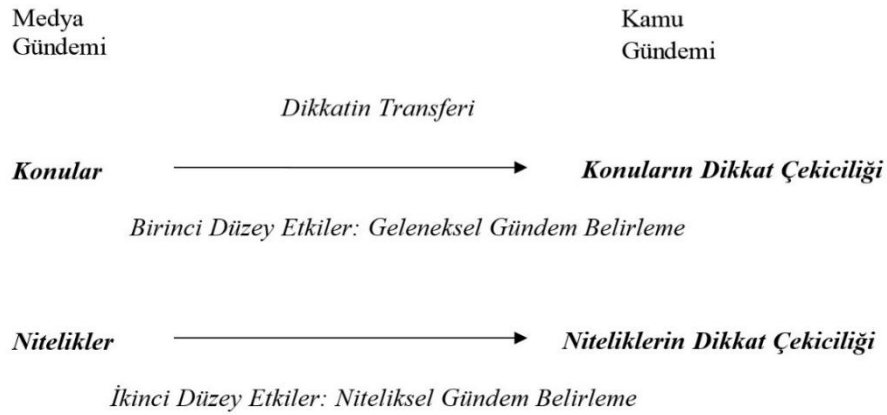 Medya
Gündemi
Kamu
Gündemi
Dikkatin Transferi
Konular
Konuların Dikkat Çekiciliği
Birinci Düzey Etkiler: Geleneksel Gündem Belirleme
Nitelikler
Niteliklerin Dikkat Çekiciliği
İkinci Düzey Etkiler: Niteliksel Gündem Belirleme